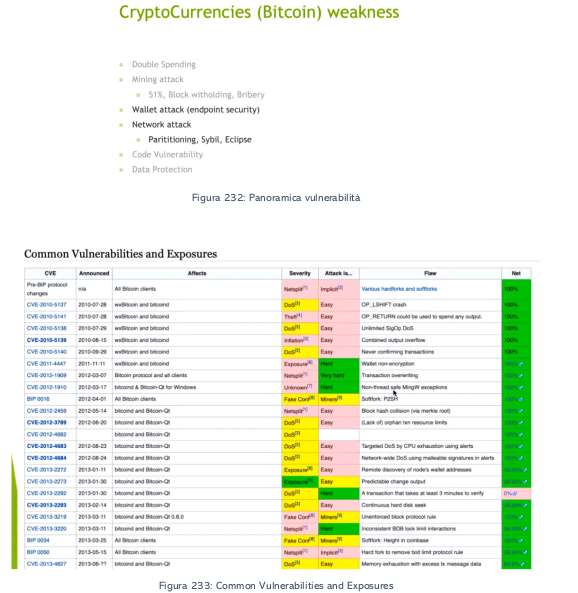 CryptoCurrencies (Bitcoin) weakness
Double Spending
Mining attack
51%, Block witholding, Bribery
Wallet attack (endpoint security)
Network attack
Parititioning, Sybil, Eclipse
Code Vulnerability
Data Protection
Figura 232: Panoramica vulnerabilità
Common Vulnerabilities and Exposures
CVE Announced Affects Severity Attack is... Flaw Net
Pre-BIP protocol changes n/a All Bitcoin clients Netsplit[1] Implicit[2] Various hardforks and softforks 100%
CVE-2010-5137 2010-07-28 wxBitcoin and bitcoind DoS[3] Easy OP_LSHIFT crash 100%
CVE-2010-5141 2010-07-28 wxBitcoin and bitcoind Theft[4] Easy OP_RETURN could be used to spend any output. 100%
CVE-2010-5138 2010-07-29 wxBitcoin and bitcoind DoS[3] Easy Unlimited SigOp DoS 100%
CVE-2010-5139 2010-08-15 wxBitcoin and bitcoind Inflation[5] Easy Combined output overflow 100%
CVE-2010-5140 2010-09-29 wxBitcoin and bitcoind DoS[3] Easy Never confirming transactions 100%
CVE-2011-4447 2011-11-11 wxBitcoin and bitcoind Exposure[6] Hard Wallet non-encryption 100%
CVE-2012-1909 2012-03-07 Bitcoin protocol and all clients Netsplit[1] Very hard Transaction overwriting 100%
CVE-2012-1910 2012-03-17 bitcoind & Bitcoin-Qt for Windows Unknown[7] Hard Non-thread safe MingW exceptions 100%
BIP 0016 2012-04-01 All Bitcoin clients Fake Conf[8] Miners[9] Softfork: P2SH 100%
CVE-2012-2459 2012-05-14 bitcoind and Bitcoin-Qt Netsplit[1] Easy Block hash collision (via merkle root) 100%
CVE-2012-3789 2012-06-20 bitcoind and Bitcoin-Qt DoS[3] Easy (Lack of) orphan txn resource limits 100%
CVE-2012-4682 bitcoind and Bitcoin-Qt DoS[3] 100%
CVE-2012-4683 2012-08-23 bitcoind and Bitcoin-Qt DoS[3] Easy Targeted DoS by CPU exhaustion using alerts 100%
CVE-2012-4684 2012-08-24 bitcoind and Bitcoin-Qt DoS[3] Easy Network-wide DoS using malleable signatures in alerts 100%
CVE-2013-2272 2013-01-11 bitcoind and Bitcoin-Qt Exposure[6] Easy Remote discovery of node's wallet addresses
CVE-2013-2273 2013-01-30 bitcoind and Bitcoin-Qt Exposure[6] Easy Predictable change output
CVE-2013-2292 2013-01-30 bitcoind and Bitcoin-Qt DoS[3] Hard A transaction that takes at least 3 minutes to verify 0%
CVE-2013-2293 2013-02-14 bitcoind and Bitcoin-Qt DoS[3] Easy Continuous hard disk seek
CVE-2013-3219 2013-03-11 bitcoind and Bitcoin-Qt 0.8.0 Fake Conf[8] Miners[9] Unenforced block protocol rule
CVE-2013-3220 2013-03-11 bitcoind and Bitcoin-Qt Netsplit[1] Hard Inconsistent BDB lock limit interactions
BIP 0034 2013-03-25 All Bitcoin clients Fake Conf[8] Miners[9] Softfork: Height in coinbase
BIP 0050 2013-05-15 All Bitcoin clients Netsplit[1] Implicit[2] Hard fork to remove txid limit protocol rule
CVE-2013-4627 2013-06-?? bitcoind and Bitcoin-Qt DoS[3] Easy Memory exhaustion with excess tx message data
Figura 233: Common Vulnerabilities and Exposures